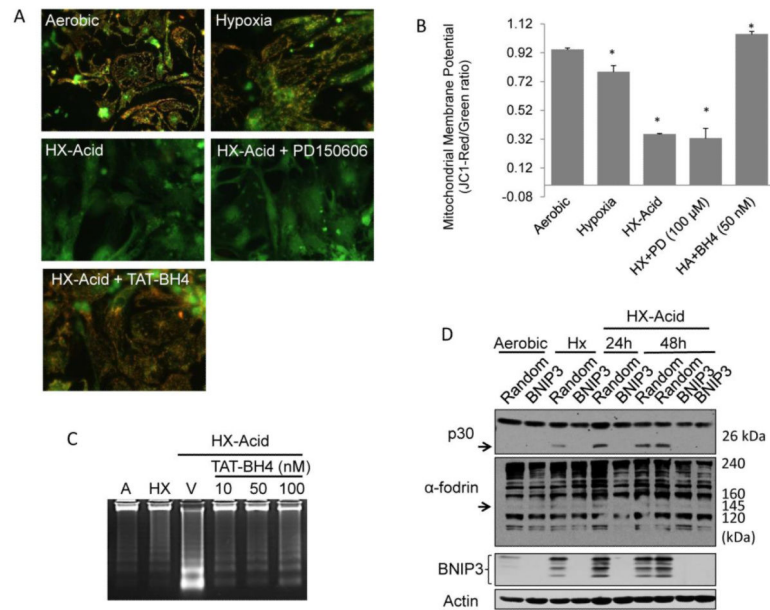 A
Aerobic
Hypoxia
HX-Acid
HX-Acid + PD150606
HX-Acid + TAT-BH4
B
Mitochondrial Membrane Potential
(JC1-Red/Green ratio)
1.12
0.92
0.72
0.52
0.32
0.12
-0.08
*
*
*
*
Aerobic
Hypoxia
HX-Acid
HX+PD (100 µM)
HA+BH4 (50 nM)
C
HX-Acid
TAT-BH4 (nM)
A HX V 10 50 100
D
HX-Acid
Aerobic Hx 24h 48h
Random BNIP3 Random BNIP3 Random BNIP3 Random Random BNIP3 BNIP3
p30
26 kDa
α-fodrin
240
160
145
120
(kDa)
BNIP3
Actin